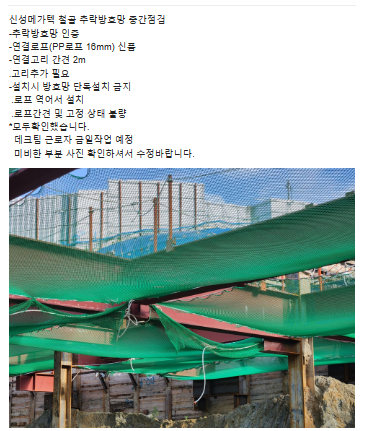 신성메가텍 철골 추락방호망 중간점검
-추락방호망 인증
-연결로프(PP로프 16mm) 신품
-연결고리 간견 2m
.고리추가 필요
-설치시 방호망 단독설치 금지
.로프 역어서 설치
.로프간견 및 고정 상태 불량
*모두확인했습니다.
데크팀 근로자 금일작업 예정
미비한 부분 사진 확인하셔서 수정바랍니다.